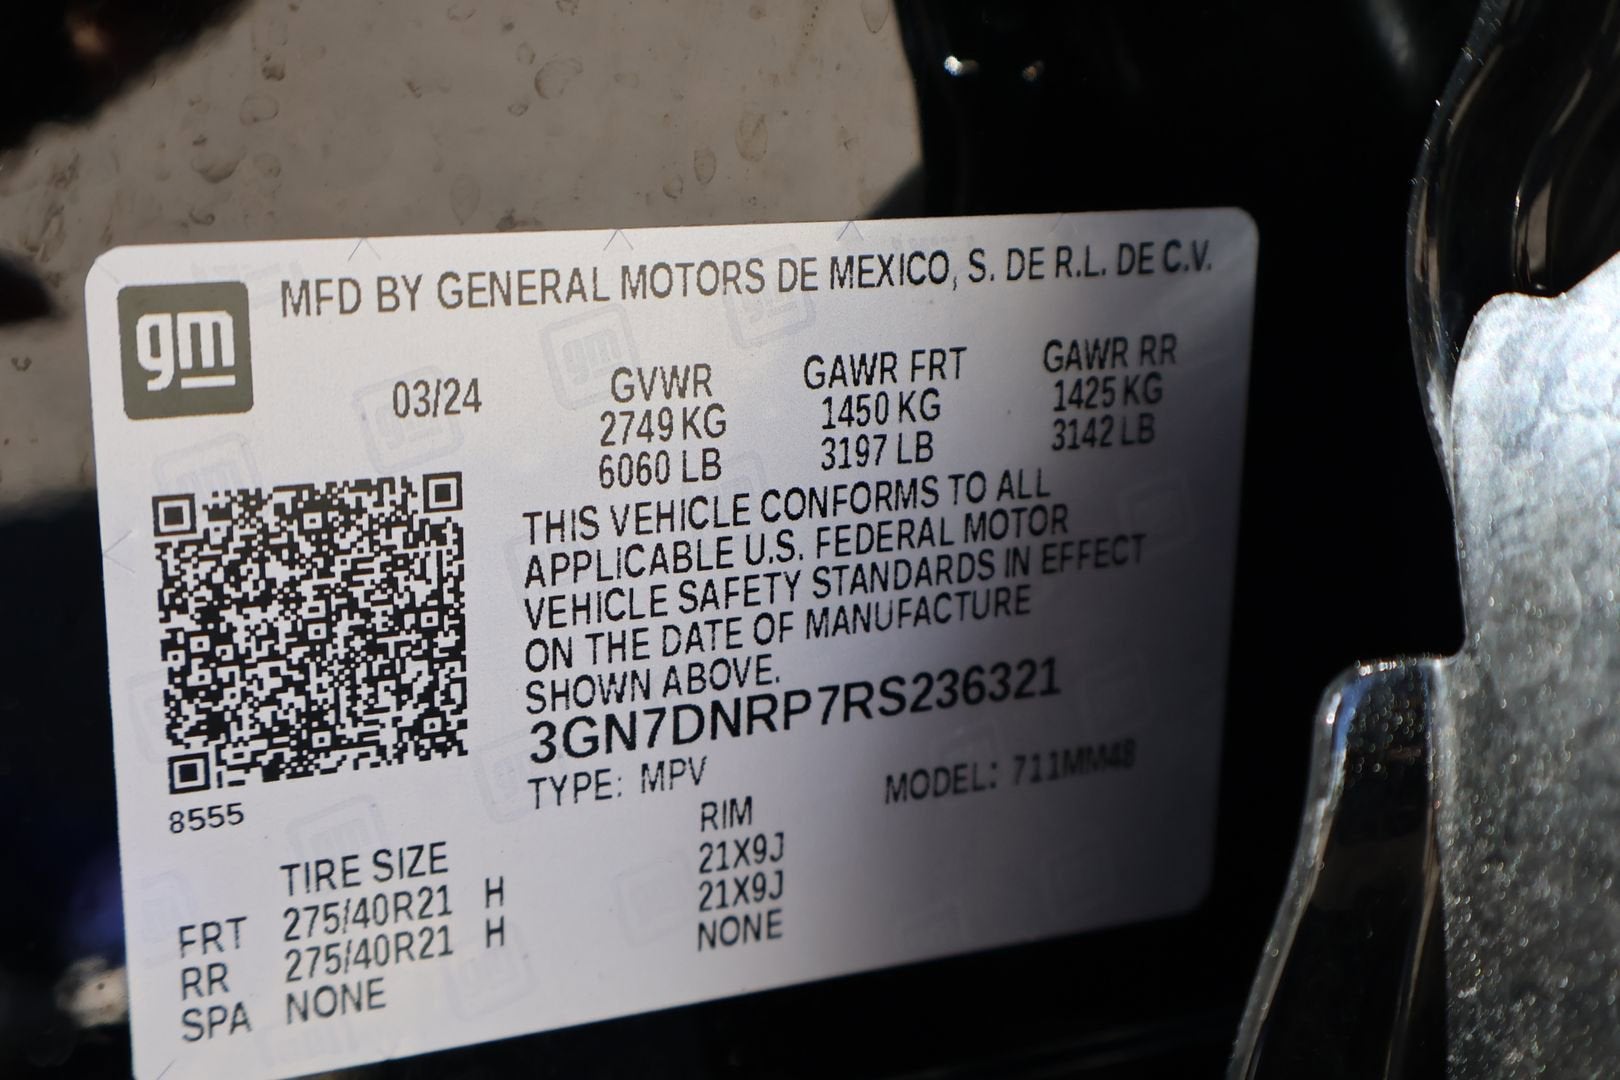 gm
MFD BY GENERAL MOTORS DE MEXICO, S. DE R.L. DE C.V.
03/24
GVWR GAWR FRT GAWR RR
2749 KG 1450 KG 1425 KG
6060 LB 3197 LB 3142 LB
THIS VEHICLE CONFORMS TO ALL
APPLICABLE U.S. FEDERAL MOTOR
VEHICLE SAFETY STANDARDS IN EFFECT
ON THE DATE OF MANUFACTURE
SHOWN ABOVE.
3GN7DNRP7RS236321
TYPE: MPV MODEL: 711MM48
8555
TIRE SIZE RIM
FRT 275/40R21 H 21X9J
RR 275/40R21 H 21X9J
SPA NONE NONE